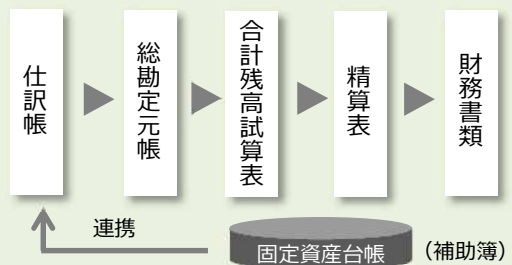 仕訳帳
総勘定元帳
合計残高試算表
精算表
財務書類
連携
固定資産台帳
（補助簿）